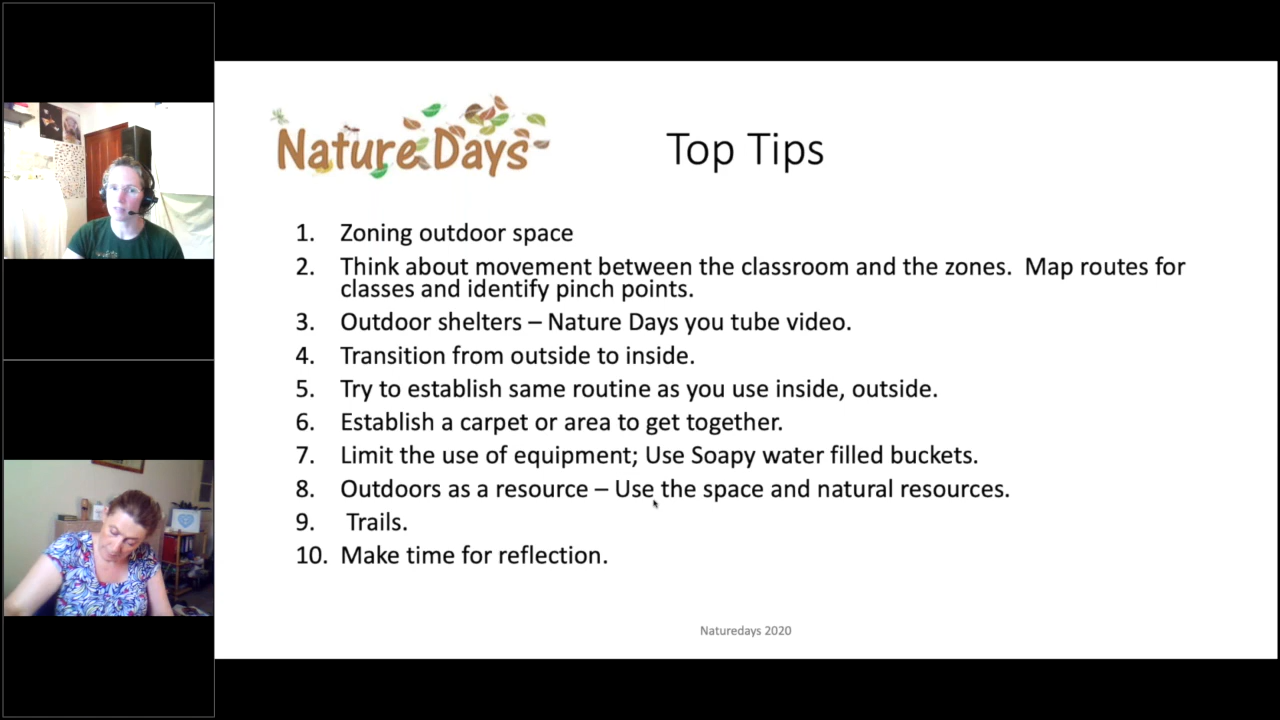 Nature Days
Top Tips
1. Zoning outdoor space
2. Think about movement between the classroom and the zones. Map routes for
classes and identify pinch points.
3. Outdoor shelters – Nature Days you tube video.
4. Transition from outside to inside.
5. Try to establish same routine as you use inside, outside.
6. Establish a carpet or area to get together.
7. Limit the use of equipment; Use Soapy water filled buckets.
8. Outdoors as a resource – Use the space and natural resources.
9. Trails.
10. Make time for reflection.
Naturedays 2020